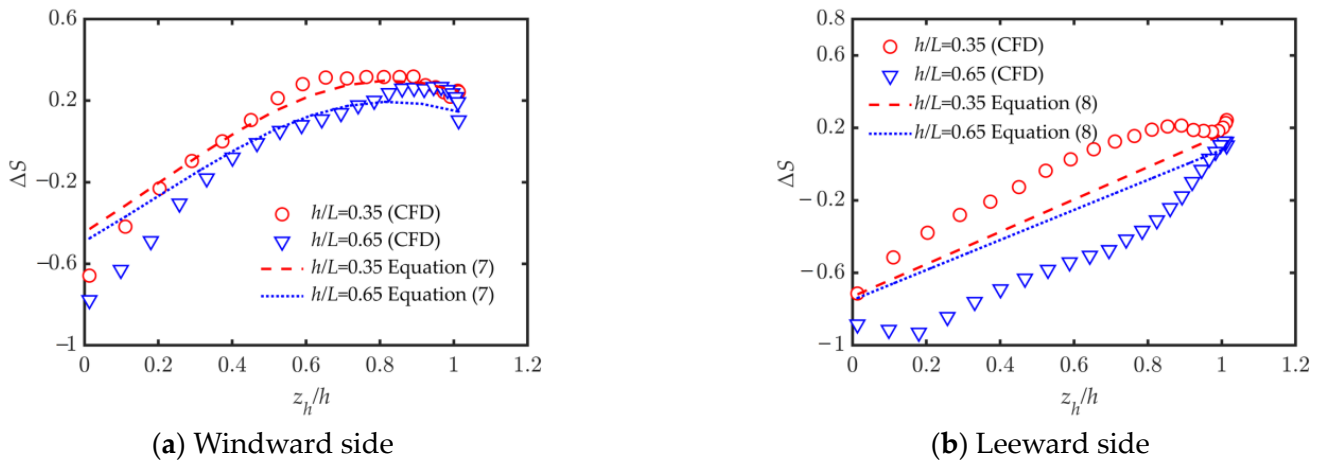 0.6
0.2
−0.2
−0.6
−1
ΔS
h/L=0.35 (CFD)
h/L=0.65 (CFD)
h/L=0.35 Equation (7)
h/L=0.65 Equation (7)
0 0.2 0.4 0.6 0.8 1 1.2
z_h/h
(a) Windward side
0.8
0.6
0.2
−0.2
−0.6
−1
ΔS
h/L=0.35 (CFD)
h/L=0.65 (CFD)
h/L=0.35 Equation (8)
h/L=0.65 Equation (8)
0 0.2 0.4 0.6 0.8 1 1.2
z_h/h
(b) Leeward side